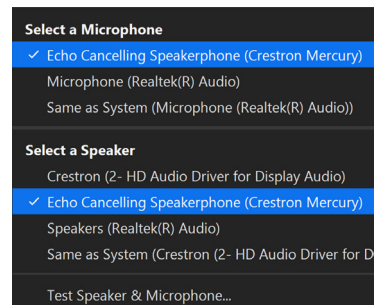 Select a Microphone
✓ Echo Cancelling Speakerphone (Crestron Mercury)
Microphone (Realtek(R) Audio)
Same as System (Microphone (Realtek(R) Audio))
Select a Speaker
Crestron (2- HD Audio Driver for Display Audio)
✓ Echo Cancelling Speakerphone (Crestron Mercury)
Speakers (Realtek(R) Audio)
Same as System (Crestron (2- HD Audio Driver for D
Test Speaker & Microphone...